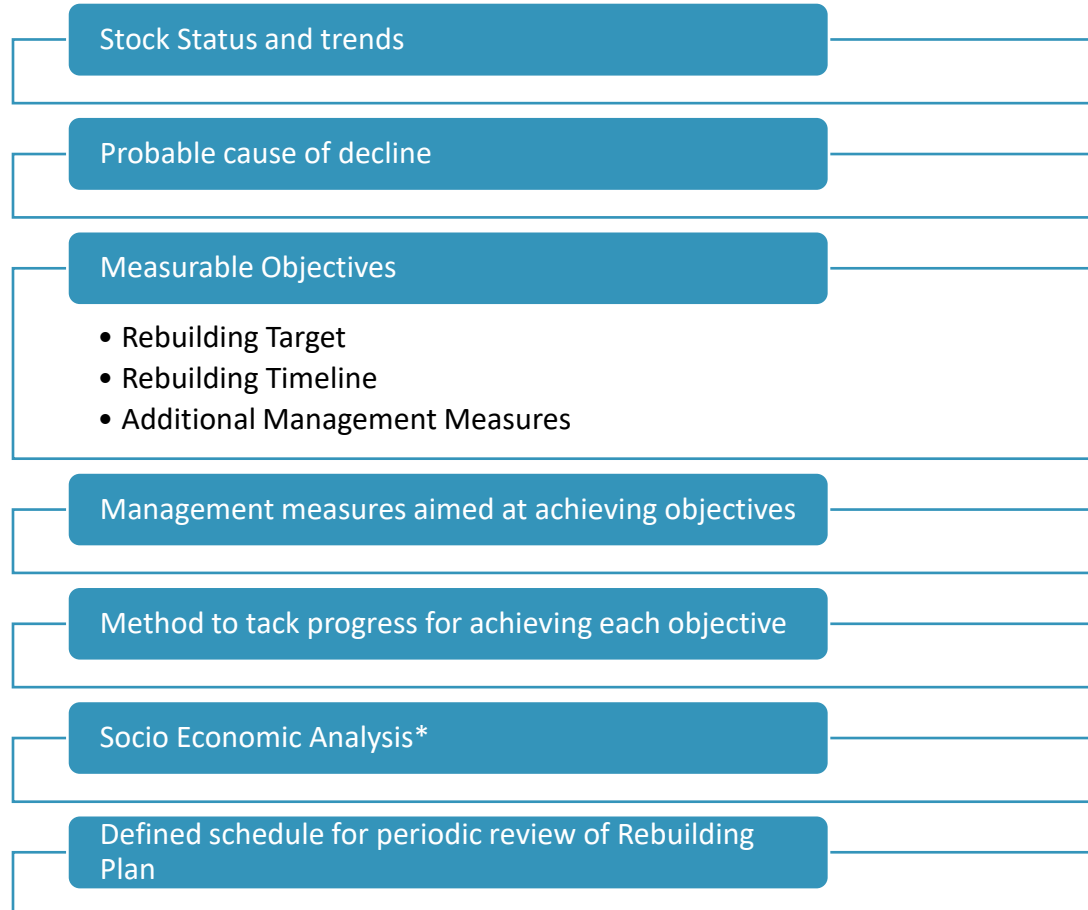 Stock Status and trends
Probable cause of decline
Measurable Objectives
• Rebuilding Target
• Rebuilding Timeline
• Additional Management Measures
Management measures aimed at achieving objectives
Method to tack progress for achieving each objective
Socio Economic Analysis*
Defined schedule for periodic review of Rebuilding
Plan